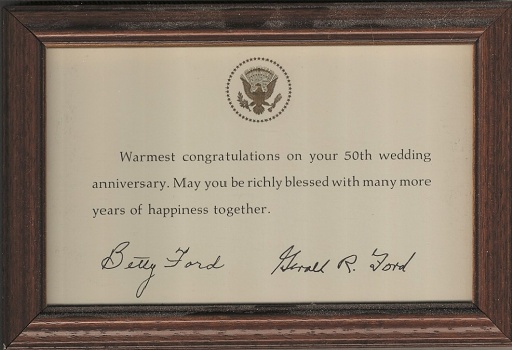 Warmest congratulations on your 50th wedding
anniversary. May you be richly blessed with many more
years of happiness together.
Betty Ford Gerald R. Ford